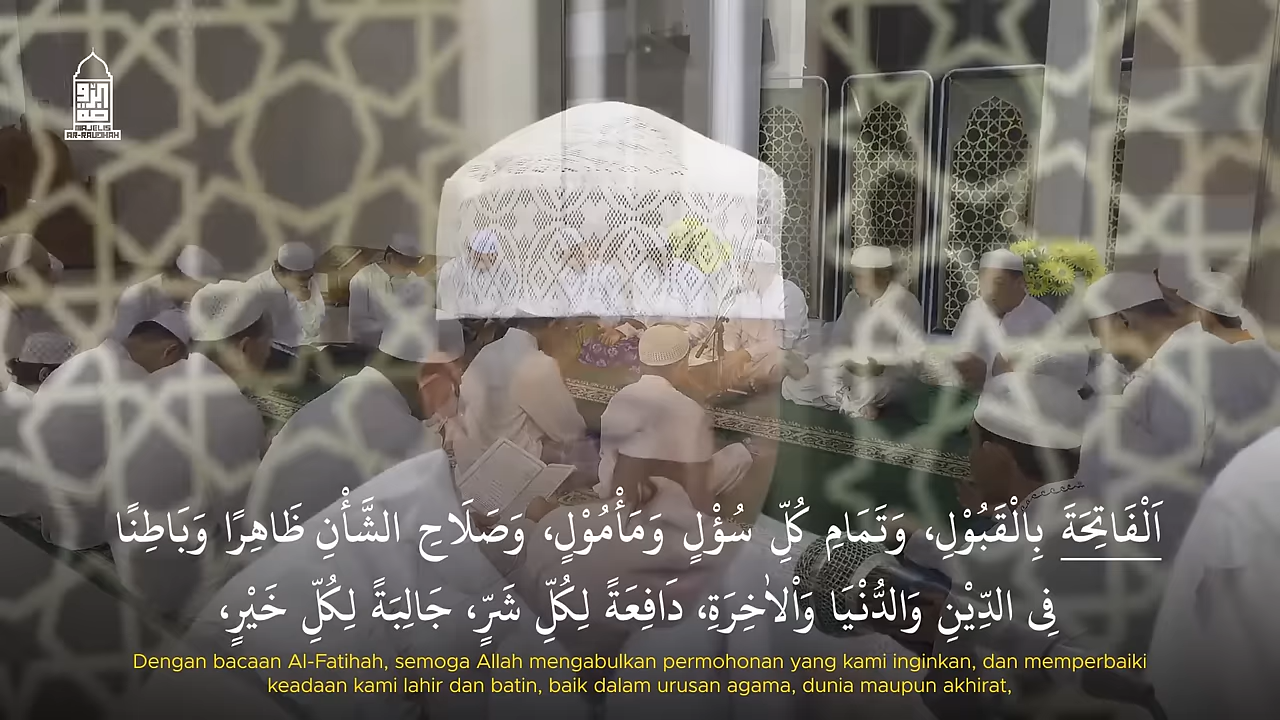 MAJELIS
AR-RAUDHAH
اَلْفَاتِحَةَ بِالْقَبُوْلِ، وَتَمَامِ كُلِّ سُؤْلٍ وَمَأْمُوْلٍ، وَصَلَاحِ الشَّأْنِ ظَاهِرًا وَبَاطِنًا
فِى الدِّيْنِ وَالدُّنْيَا وَاْلاٰخِرَةِ، دَافِعَةً لِكُلِّ شَرٍّ، جَالِبَةً لِكُلِّ خَيْرٍ،
Dengan bacaan Al-Fatihah, semoga Allah mengabulkan permohonan yang kami inginkan, dan memperbaiki
keadaan kami lahir dan batin, baik dalam urusan agama, dunia maupun akhirat,